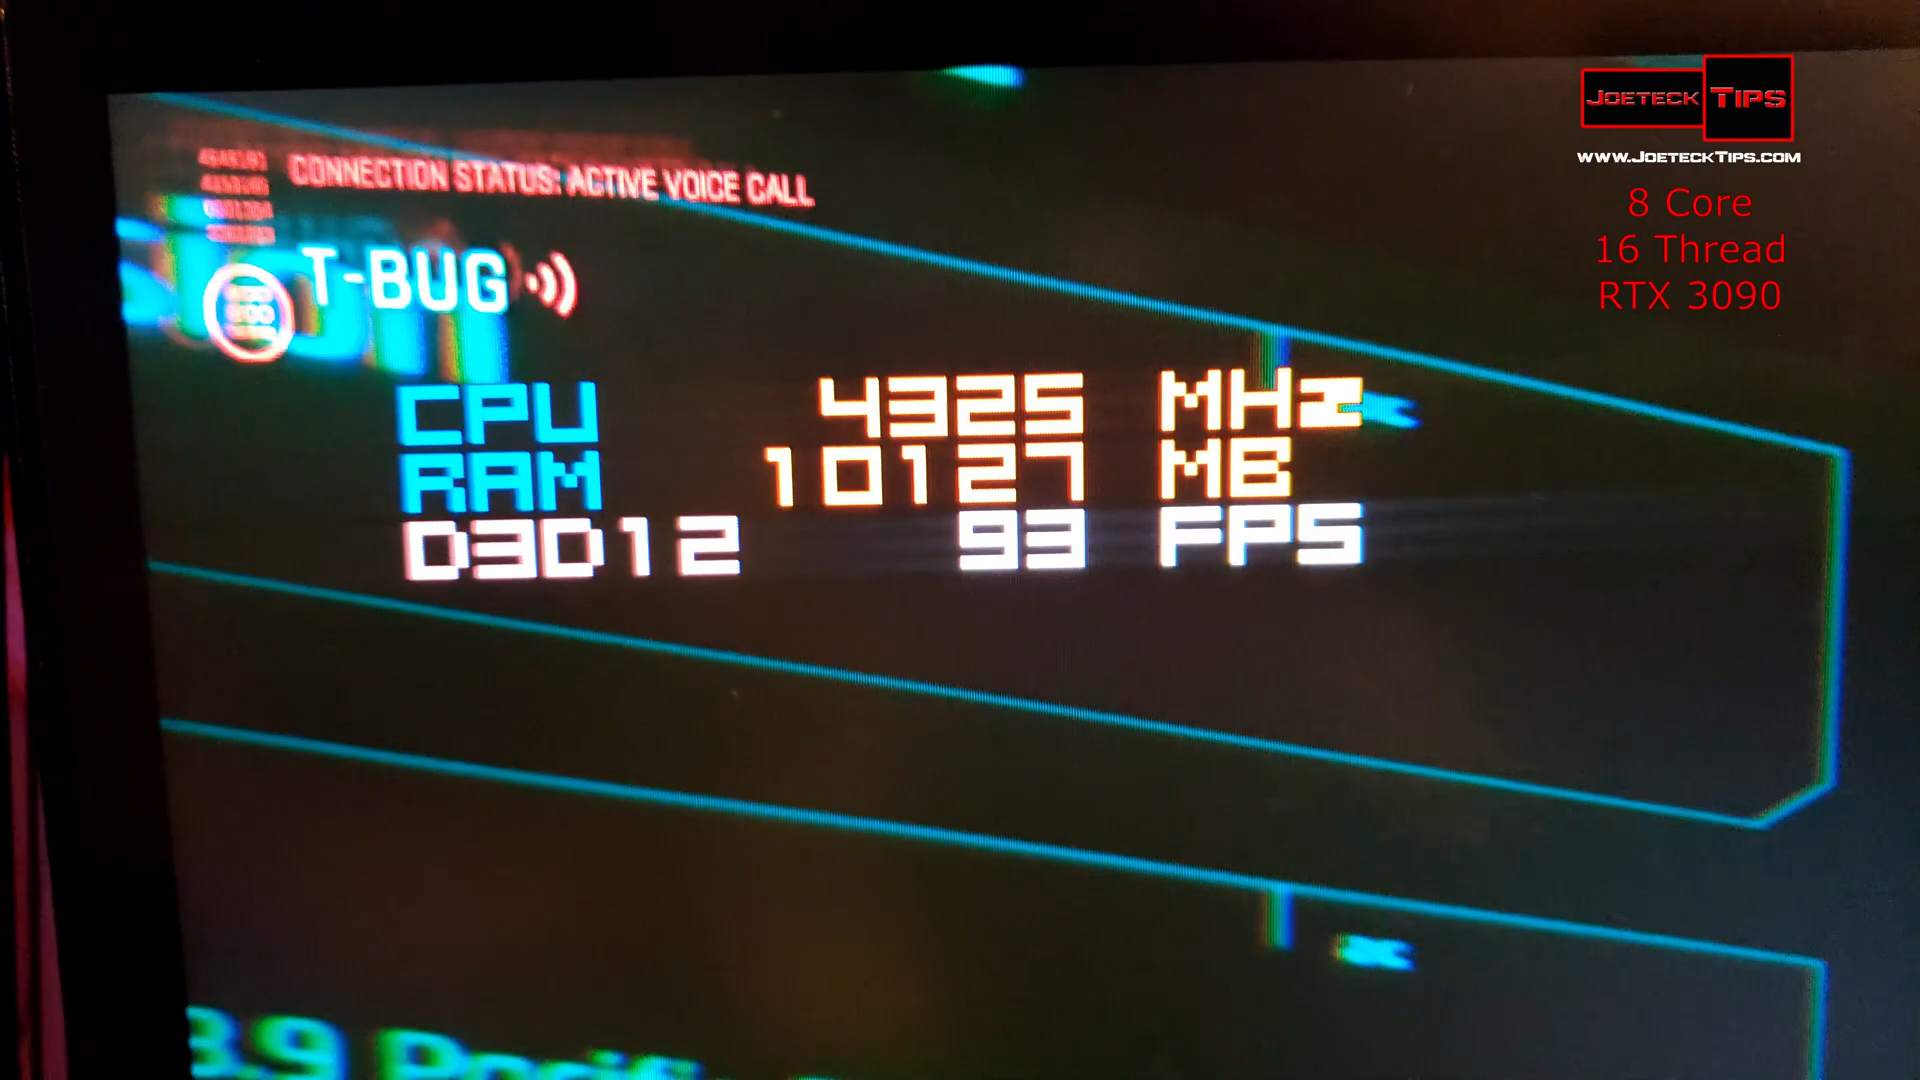 JOETECK TIPS
WWW.JOETECKTIPS.COM
8 Core
16 Thread
RTX 3090
CONNECTION STATUS: ACTIVE VOICE CALL
T-BUG
CPU 4325 MHz
RAM 10127 MB
D3D12 93 FPS